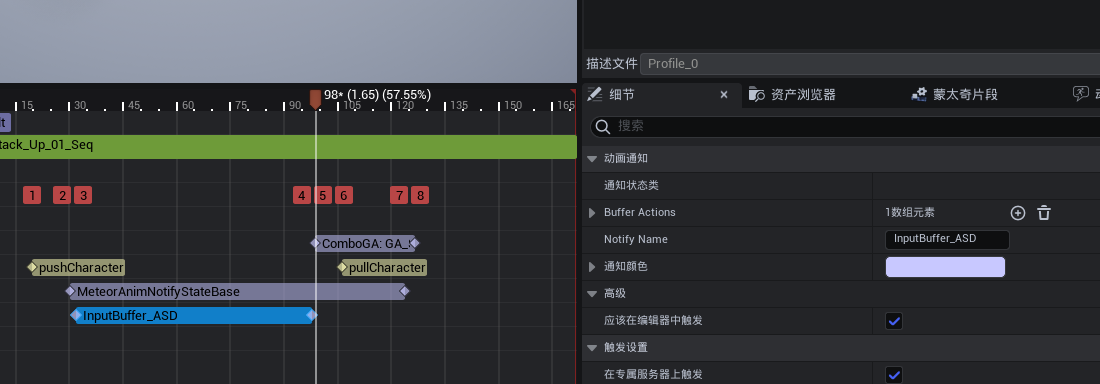 描述文件 Profile_0
98* (1.65) (57.55%)
15 30 45 60 75 90 105 120 135 150 165
tack_Up_01_Seq
1 2 3 4 5 6 7 8
ComboGA: GA_
pushCharacter pullCharacter
MeteorAnimNotifyStateBase
InputBuffer_ASD
细节 资产浏览器 蒙太奇片段
搜索
动画通知
通知状态类
Buffer Actions 1数组元素
Notify Name InputBuffer_ASD
通知颜色
高级
应该在编辑器中触发
触发设置
在专属服务器上触发